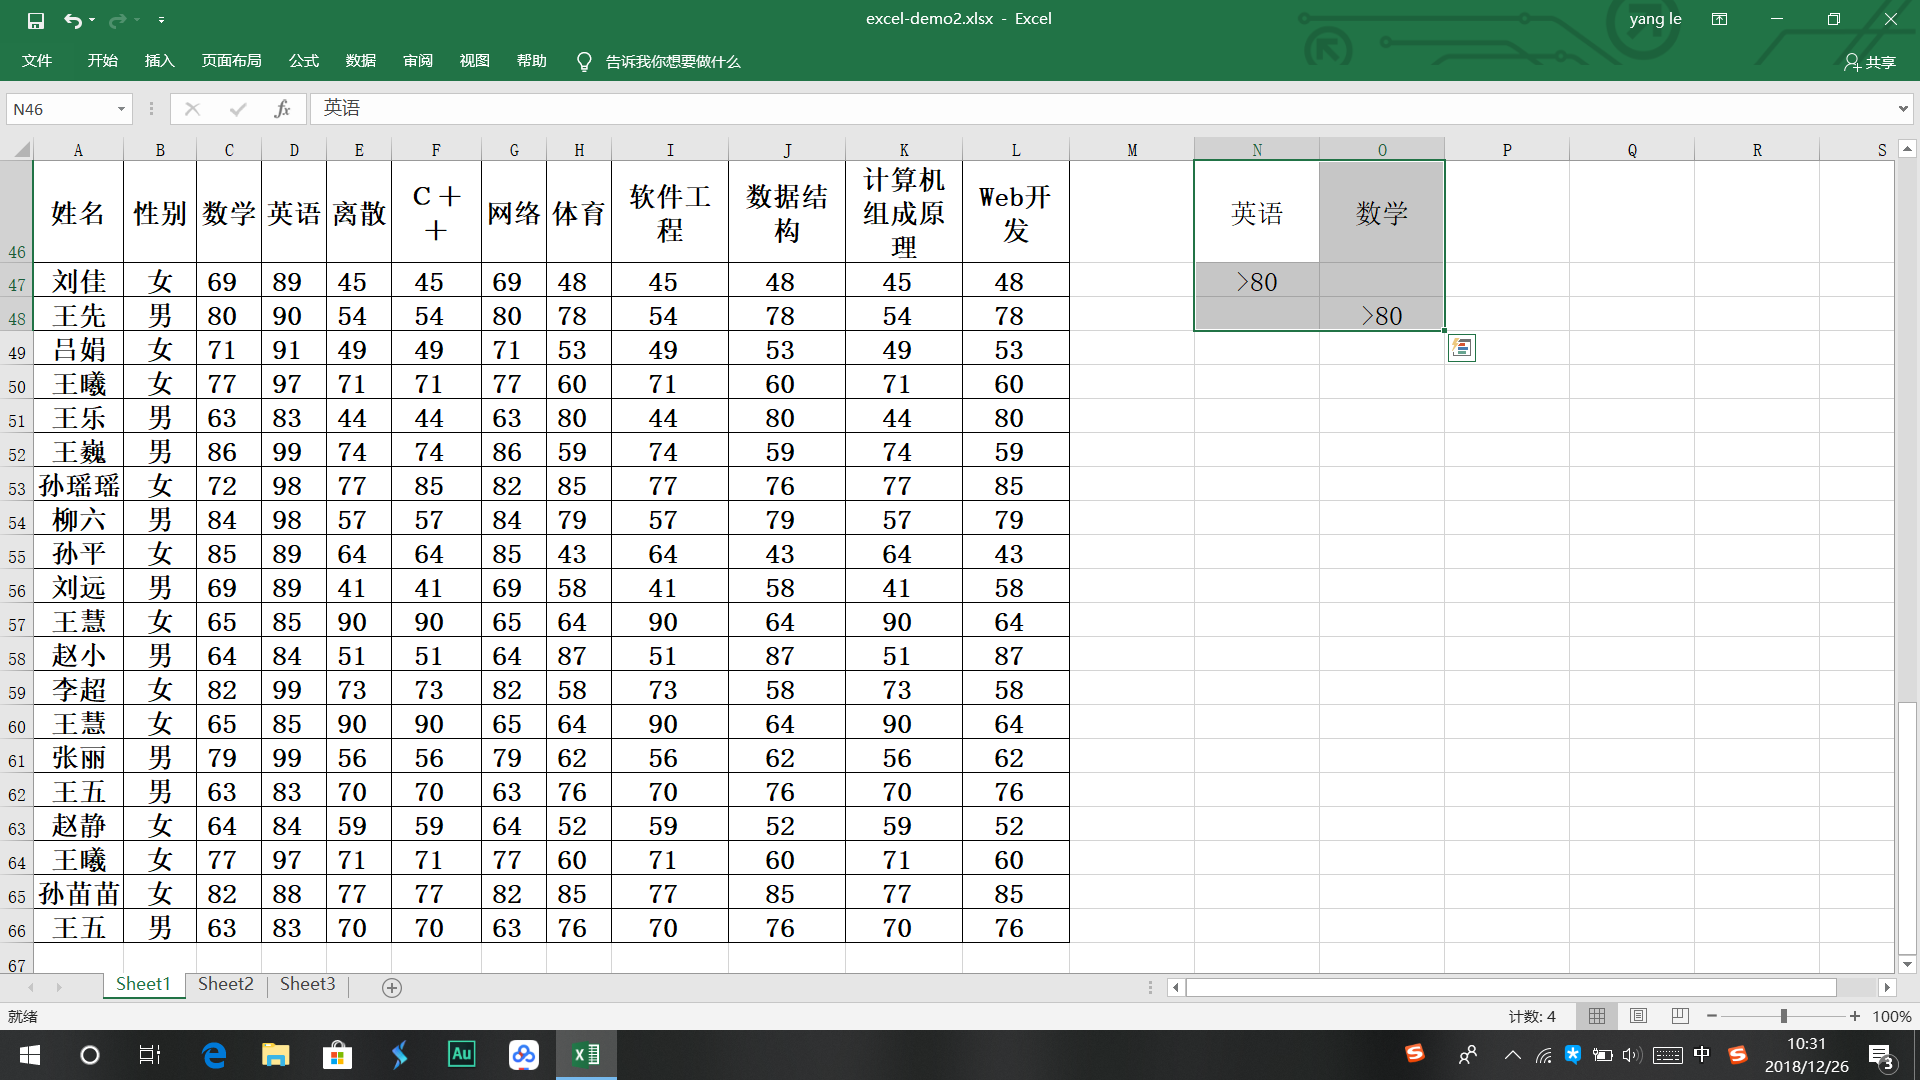 excel-demo2.xlsx - Excel
yang le
文件 开始 插入 页面布局 公式 数据 审阅 视图 帮助 告诉我你想要做什么 共享
N46 fx 英语
A B C D E F G H I J K L M N O P Q R S
46 姓名 性别 数学 英语 离散 C++ 网络 体育 软件工程 数据结构 计算机组成原理 Web开发 英语 数学
47 刘佳 女 69 89 45 45 69 48 45 48 45 48 >80
48 王先 男 80 90 54 54 80 78 54 78 54 78 >80
49 吕娟 女 71 91 49 49 71 53 49 53 49 53
50 王曦 女 77 97 71 71 77 60 71 60 71 60
51 王乐 男 63 83 44 44 63 80 44 80 44 80
52 王巍 男 86 99 74 74 86 59 74 59 74 59
53 孙瑶瑶 女 72 98 77 85 82 85 77 76 77 85
54 柳六 男 84 98 57 57 84 79 57 79 57 79
55 孙平 女 85 89 64 64 85 43 64 43 64 43
56 刘远 男 69 89 41 41 69 58 41 58 41 58
57 王慧 女 65 85 90 90 65 64 90 64 90 64
58 赵小 男 64 84 51 51 64 87 51 87 51 87
59 李超 女 82 99 73 73 82 58 73 58 73 58
60 王慧 女 65 85 90 90 65 64 90 64 90 64
61 张丽 男 79 99 56 56 79 62 56 62 56 62
62 王五 男 63 83 70 70 63 76 70 76 70 76
63 赵静 女 64 84 59 59 64 52 59 52 59 52
64 王曦 女 77 97 71 71 77 60 71 60 71 60
65 孙苗苗 女 82 88 77 77 82 85 77 85 77 85
66 王五 男 63 83 70 70 63 76 70 76 70 76
67
Sheet1 Sheet2 Sheet3
就绪 计数: 4 100%
Au 中 10:31
2018/12/26 3